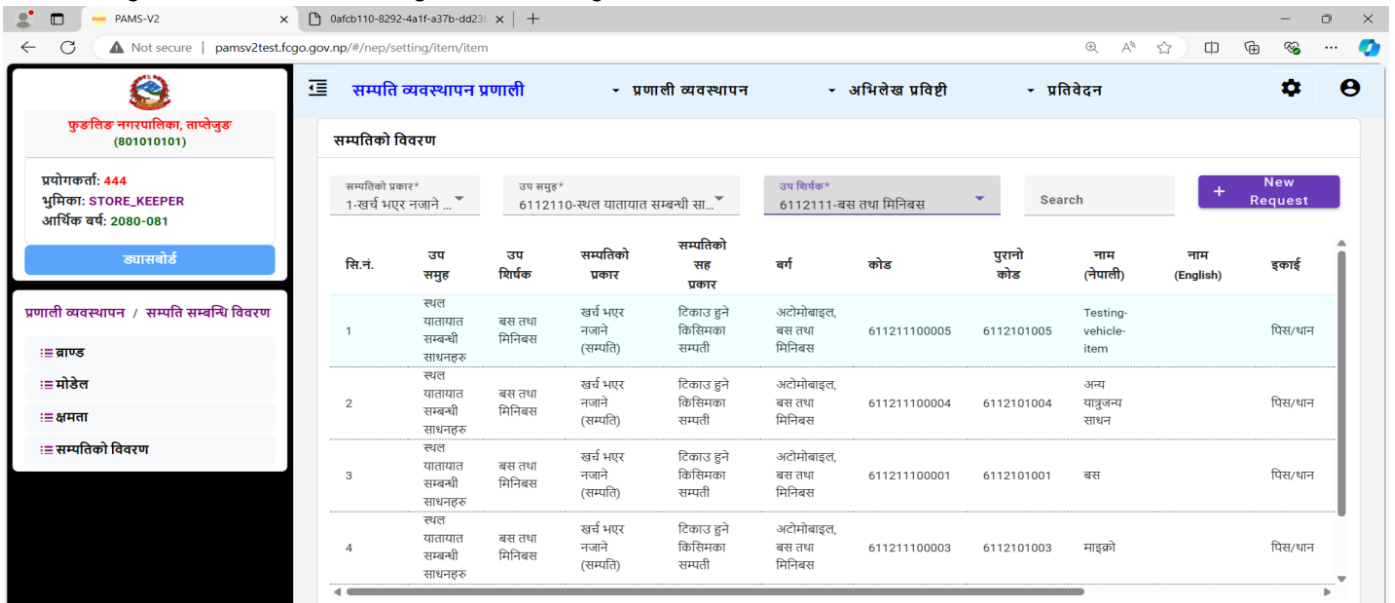 PAMS-V2
0afcb110-8292-4a1f-a37b-dd23
Not secure | pamsv2test.fcgo.gov.np/#/nep/setting/item/item
फुङलिङ नगरपालिका, ताप्लेजुङ
(801010101)
प्रयोगकर्ता: 444
भुमिका: STORE_KEEPER
आर्थिक बर्ष: 2080-081
ड्यासबोर्ड
प्रणाली व्यवस्थापन / सम्पति सम्बन्धि विवरण
ब्राण्ड
मोडेल
क्षमता
सम्पतिको विवरण
सम्पति व्यवस्थापन प्रणाली प्रणाली व्यवस्थापन अभिलेख प्रविष्टी प्रतिवेदन
सम्पतिको विवरण
सम्पतिको प्रकार* उप समुह* उप शिर्षक*
1-खर्च भएर नजाने ... 6112110-स्थल यातायात सम्बन्धी सा... 6112111-बस तथा मिनिबस Search + New Request
सि.नं. उप समुह उप शिर्षक सम्पतिको प्रकार सम्पतिको सह प्रकार बर्ग कोड पुरानो कोड नाम (नेपाली) नाम (English) इकाई
1 स्थल यातायात सम्बन्धी साधनहरु बस तथा मिनिबस खर्च भएर नजाने (सम्पति) टिकाउ हुने किसिमका सम्पती अटोमोबाइल, बस तथा मिनिबस 611211100005 6112101005 Testing-vehicle-item पिस/थान
2 स्थल यातायात सम्बन्धी साधनहरु बस तथा मिनिबस खर्च भएर नजाने (सम्पति) टिकाउ हुने किसिमका सम्पती अटोमोबाइल, बस तथा मिनिबस 611211100004 6112101004 अन्य यात्रुजन्य साधन पिस/थान
3 स्थल यातायात सम्बन्धी साधनहरु बस तथा मिनिबस खर्च भएर नजाने (सम्पति) टिकाउ हुने किसिमका सम्पती अटोमोबाइल, बस तथा मिनिबस 611211100001 6112101001 बस पिस/थान
4 स्थल यातायात सम्बन्धी साधनहरु बस तथा मिनिबस खर्च भएर नजाने (सम्पति) टिकाउ हुने किसिमका सम्पती अटोमोबाइल, बस तथा मिनिबस 611211100003 6112101003 माइक्रो पिस/थान